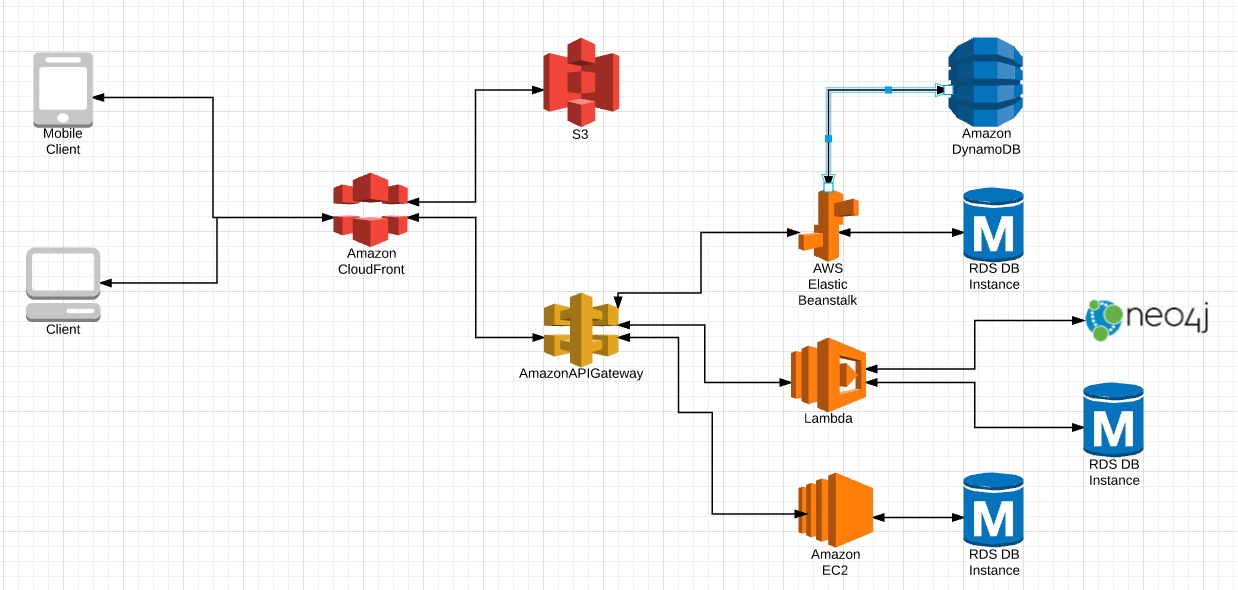 Mobile
Client
Client
Amazon
CloudFront
S3
AmazonAPIGateway
Amazon
DynamoDB
AWS
Elastic
Beanstalk
M
RDS DB
Instance
neo4j
Lambda
M
RDS DB
Instance
Amazon
EC2
M
RDS DB
Instance